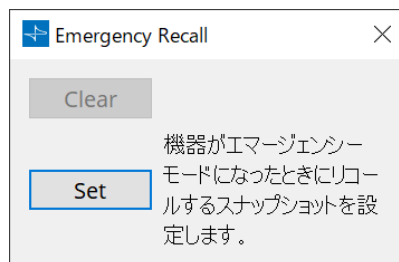 Emergency Recall
Clear
Set
機器がエマージェンシー
モードになったときにリコー
ルするスナップショットを設
定します。